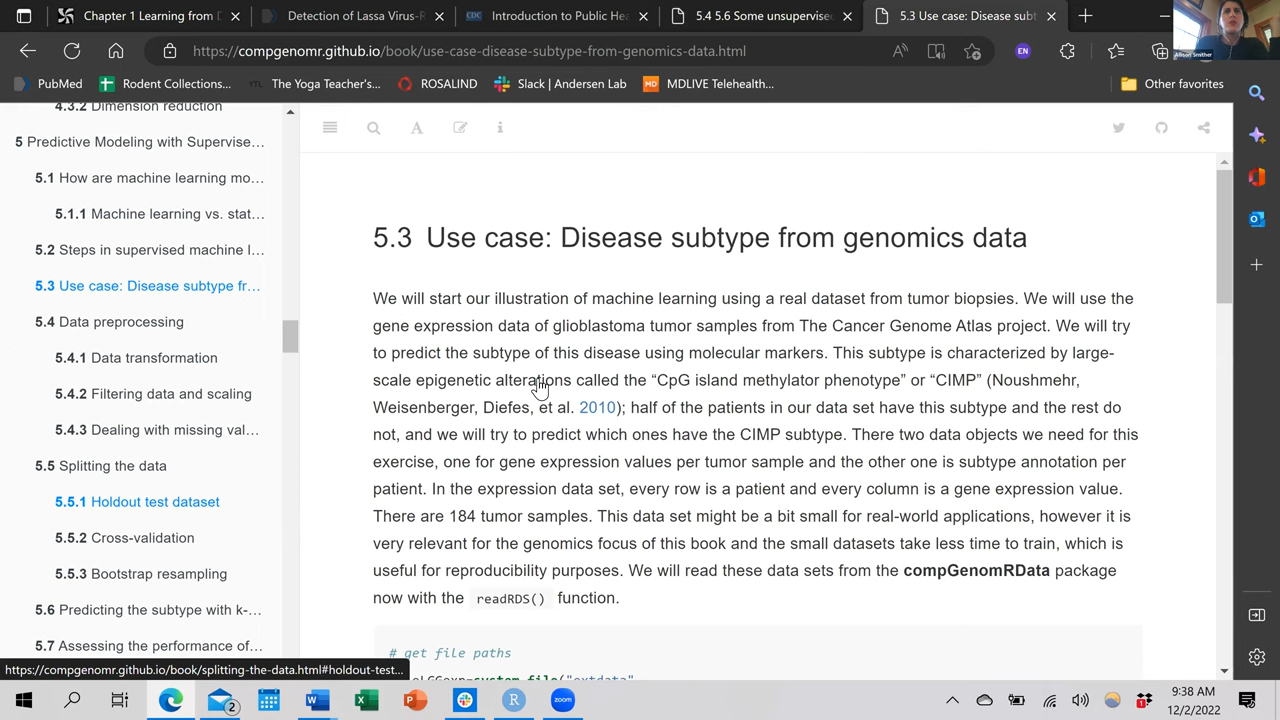 Chapter 1 Learning from D
Detection of Lassa Virus-R
CDC
Introduction to Public Hea
5.4 5.6 Some unsupervise
5.3 Use case: Disease subt
Allison Smither
https://compgenomr.github.io/book/use-case-disease-subtype-from-genomics-data.html
EN
PubMed
Rodent Collections...
YTL
The Yoga Teacher's...
ROSALIND
Slack | Andersen Lab
MD
MDLIVE Telehealth...
Other favorites
4.3.2 Dimension reduction
5 Predictive Modeling with Supervise...
5.1 How are machine learning mo...
5.1.1 Machine learning vs. stat...
5.2 Steps in supervised machine l...
5.3 Use case: Disease subtype fr...
5.4 Data preprocessing
5.4.1 Data transformation
5.4.2 Filtering data and scaling
5.4.3 Dealing with missing val...
5.5 Splitting the data
5.5.1 Holdout test dataset
5.5.2 Cross-validation
5.5.3 Bootstrap resampling
5.6 Predicting the subtype with k-...
5.7 Assessing the performance of...
https://compgenomr.github.io/book/splitting-the-data.html#holdout-test...
5.3 Use case: Disease subtype from genomics data
We will start our illustration of machine learning using a real dataset from tumor biopsies. We will use the
gene expression data of glioblastoma tumor samples from The Cancer Genome Atlas project. We will try
to predict the subtype of this disease using molecular markers. This subtype is characterized by large-
scale epigenetic alterations called the “CpG island methylator phenotype” or “CIMP” (Noushmehr,
Weisenberger, Diefes, et al. 2010); half of the patients in our data set have this subtype and the rest do
not, and we will try to predict which ones have the CIMP subtype. There two data objects we need for this
exercise, one for gene expression values per tumor sample and the other one is subtype annotation per
patient. In the expression data set, every row is a patient and every column is a gene expression value.
There are 184 tumor samples. This data set might be a bit small for real-world applications, however it is
very relevant for the genomics focus of this book and the small datasets take less time to train, which is
useful for reproducibility purposes. We will read these data sets from the compGenomRData package
now with the readRDS() function.
# get file paths
eLGGexp=system.file("extdata",
2
zoom
9:38 AM
12/2/2022
1